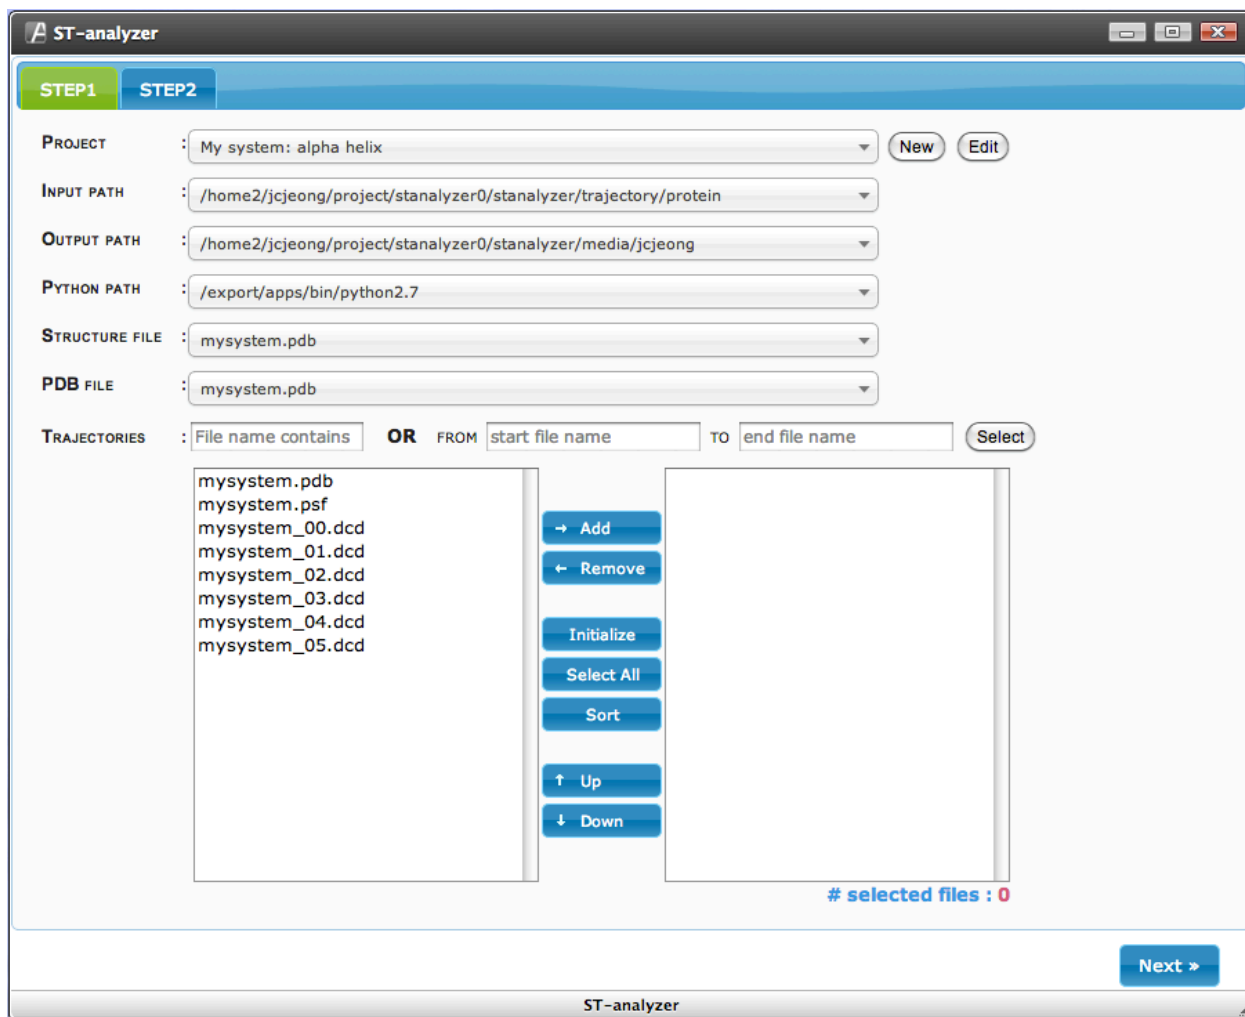 ST-analyzer
STEP1 STEP2
PROJECT : My system: alpha helix New Edit
INPUT PATH : /home2/jcjeong/project/stanalyzer0/stanalyzer/trajectory/protein
OUTPUT PATH : /home2/jcjeong/project/stanalyzer0/stanalyzer/media/jcjeong
PYTHON PATH : /export/apps/bin/python2.7
STRUCTURE FILE : mysystem.pdb
PDB FILE : mysystem.pdb
TRAJECTORIES : File name contains OR FROM start file name TO end file name Select
mysystem.pdb
mysystem.psf
mysystem_00.dcd
mysystem_01.dcd
mysystem_02.dcd
mysystem_03.dcd
mysystem_04.dcd
mysystem_05.dcd
→ Add
← Remove
Initialize
Select All
Sort
↑ Up
↓ Down
# selected files : 0
Next »
ST-analyzer